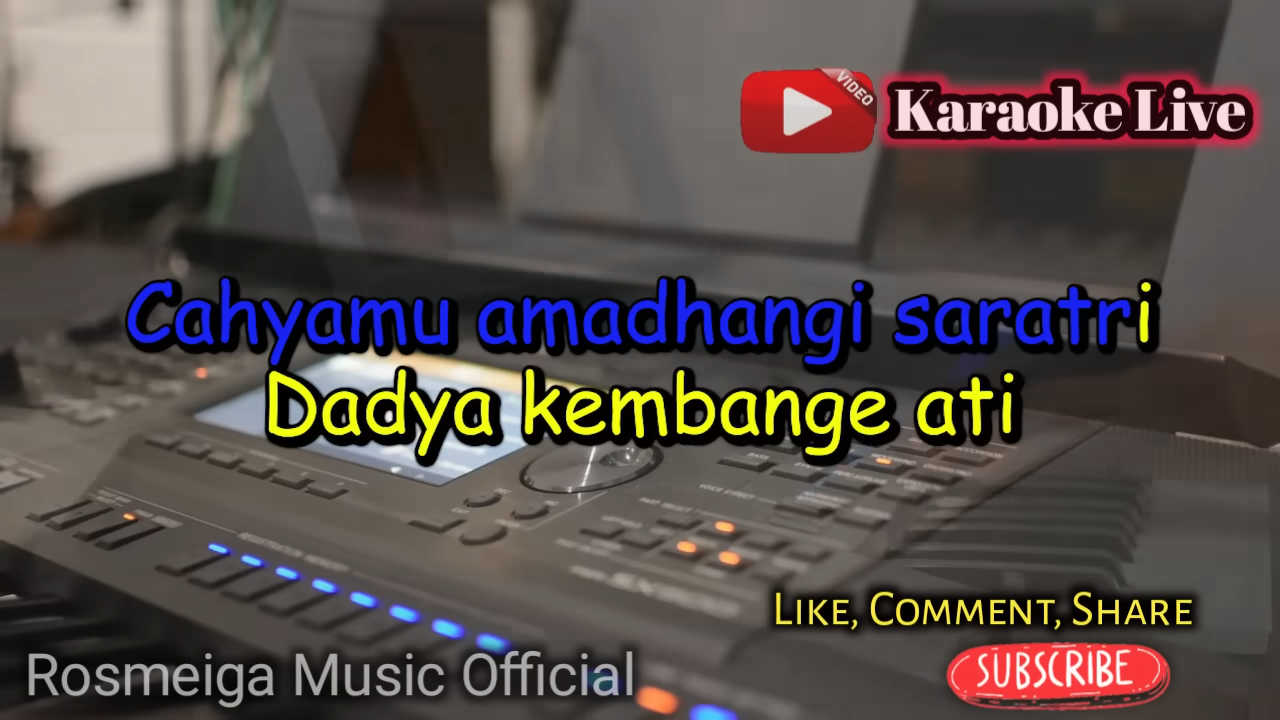 VIDEO
Karaoke Live
Cahyamu amadhangi saratri
Dadya kembange ati
Like, Comment, Share
SUBSCRIBE
Rosmeiga Music Official